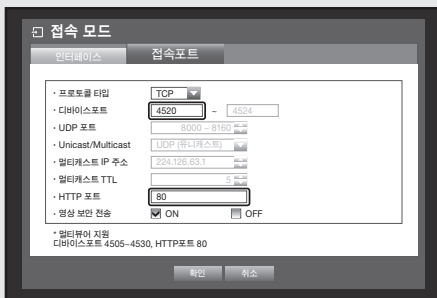 접속 모드
인터페이스 접속포트
· 프로토콜 타입 TCP
· 디바이스포트 4520 ~ 4524
· UDP 포트 8000 ~ 8160
· Unicast/Multicast UDP (유니캐스트)
· 멀티캐스트 IP 주소 224.126.63.1
· 멀티캐스트 TTL 5
· HTTP 포트 80
· 영상 보안 전송 ON OFF
* 멀티뷰어 지원
디바이스포트 4505~4530, HTTP포트 80
확인 취소